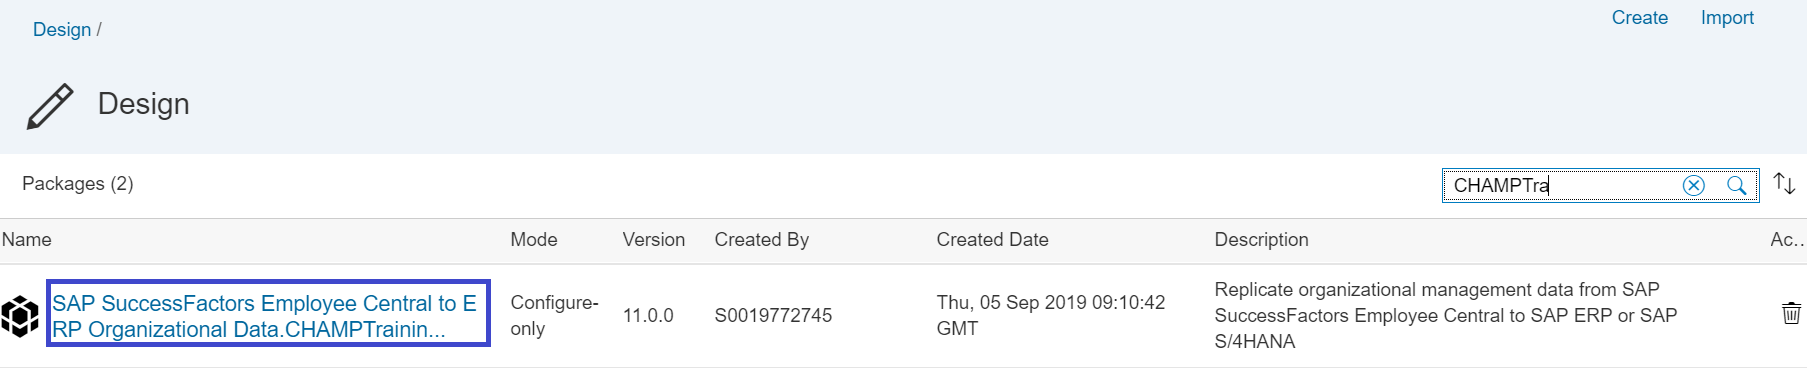 Design /
Create
Import
Design
Packages (2)
CHAMPTra
Name
Mode
Version
Created By
Created Date
Description
Ac..
SAP SuccessFactors Employee Central to E
RP Organizational Data.CHAMPTrainin...
Configure-
only
11.0.0
S0019772745
Thu, 05 Sep 2019 09:10:42
GMT
Replicate organizational management data from SAP
SuccessFactors Employee Central to SAP ERP or SAP
S/4HANA